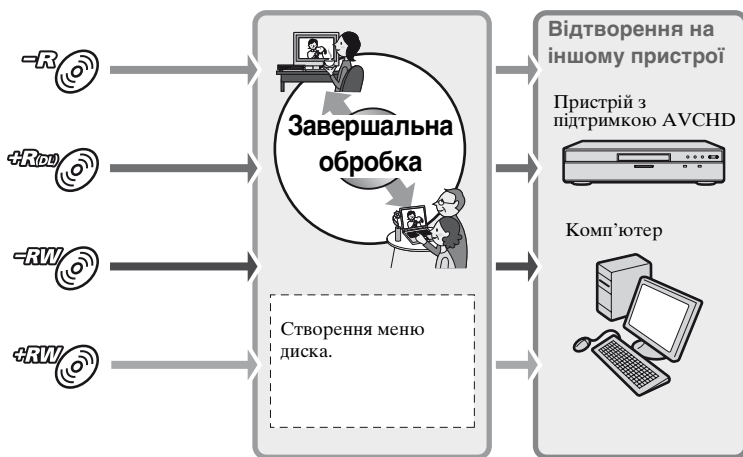 -R
+R(DL)
-RW
+RW
Завершальна
обробка
Створення меню
диска.
Відтворення на
іншому пристрої
Пристрій з
підтримкою AVCHD
Комп’ютер